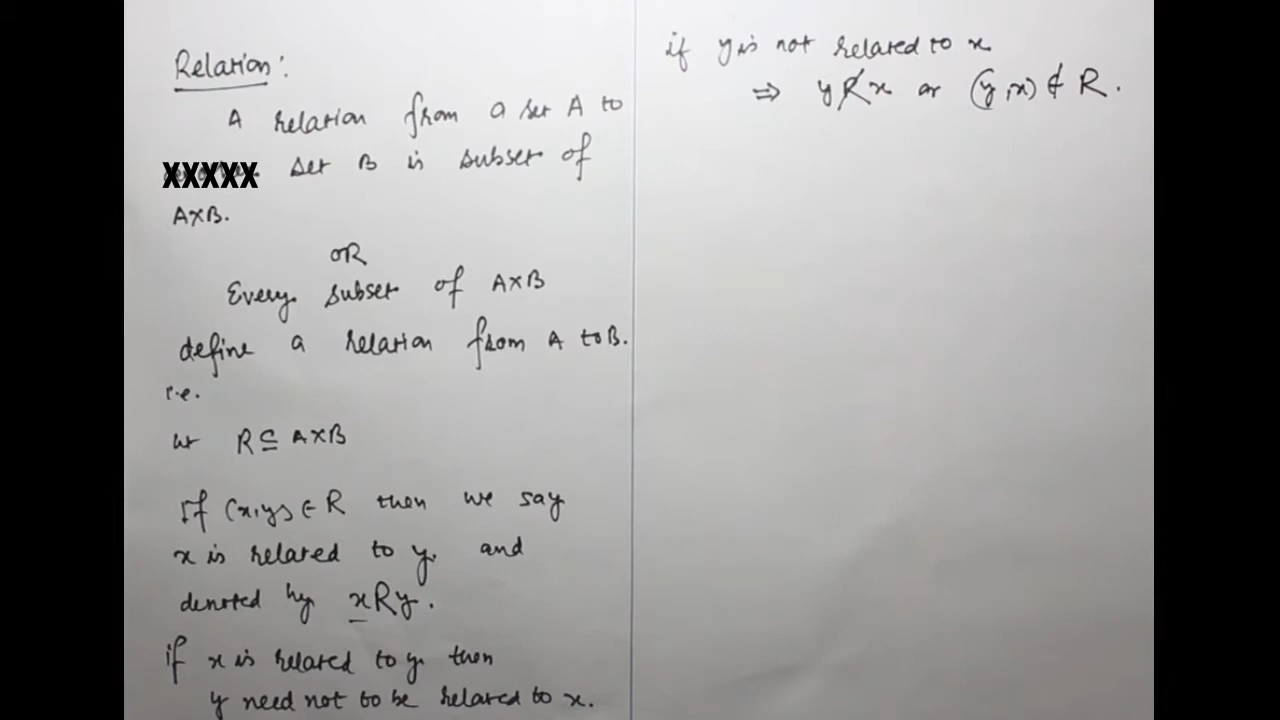 Relation:
A relation from a set A to
XXXXX set B is subset of
A×B.
OR
Every subset of A×B
define a relation from A to B.
i.e.
let R ⊆ A×B
If (x,y) ∈ R then we say
x is related to y and
denoted by xRy.
if x is related to y then
y need not to be related to x.
if y is not related to x
⇒ y R̸ x or (y,x) ∉ R.